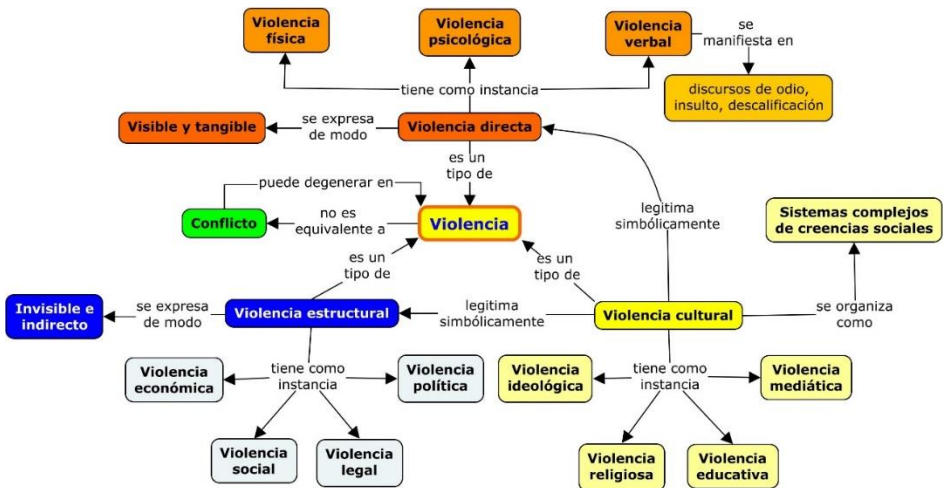 Violencia
física
Violencia
psicológica
Violencia
verbal
se
manifiesta en
tiene como instancia
discursos de odio,
insulto, descalificación
Visible y tangible
se expresa
de modo
Violencia directa
es un
tipo de
puede degenerar en
Conflicto
no es
equivalente a
Violencia
legitima
simbólicamente
Sistemas complejos
de creencias sociales
es un
tipo de
es un
tipo de
Invisible e
indirecto
se expresa
de modo
Violencia estructural
legitima
simbólicamente
Violencia cultural
se organiza
como
Violencia
económica
tiene como
instancia
Violencia
política
Violencia
ideológica
tiene como
instancia
Violencia
mediática
Violencia
social
Violencia
legal
Violencia
religiosa
Violencia
educativa